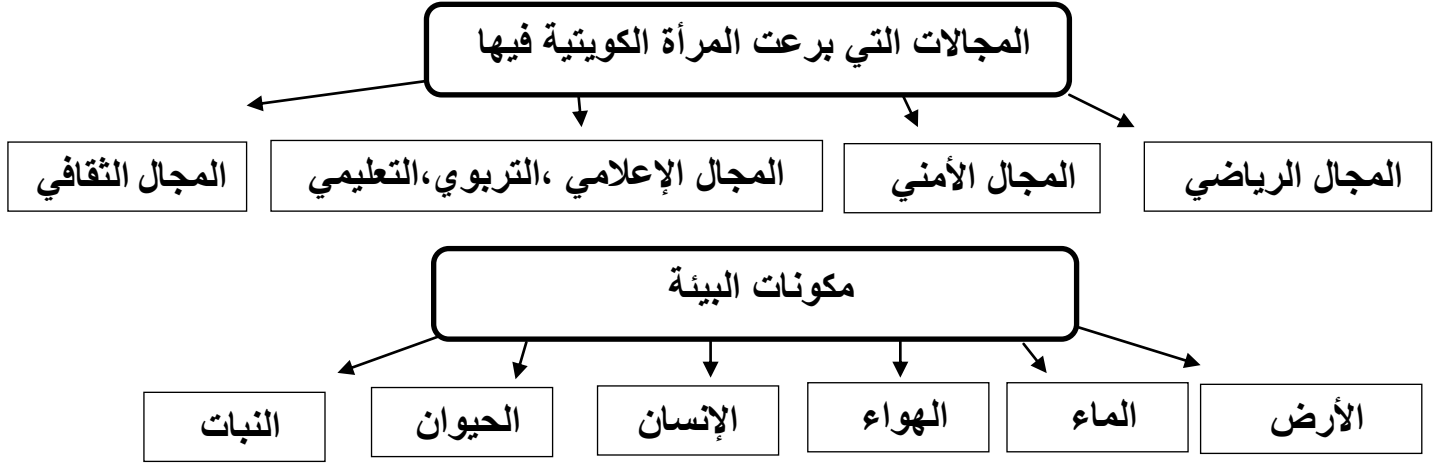 المجالات التي برعت المرأة الكويتية فيها
المجال الرياضي
المجال الأمني
المجال الإعلامي ،التربوي،التعليمي
المجال الثقافي
مكونات البيئة
الأرض
الماء
الهواء
الإنسان
الحيوان
النبات